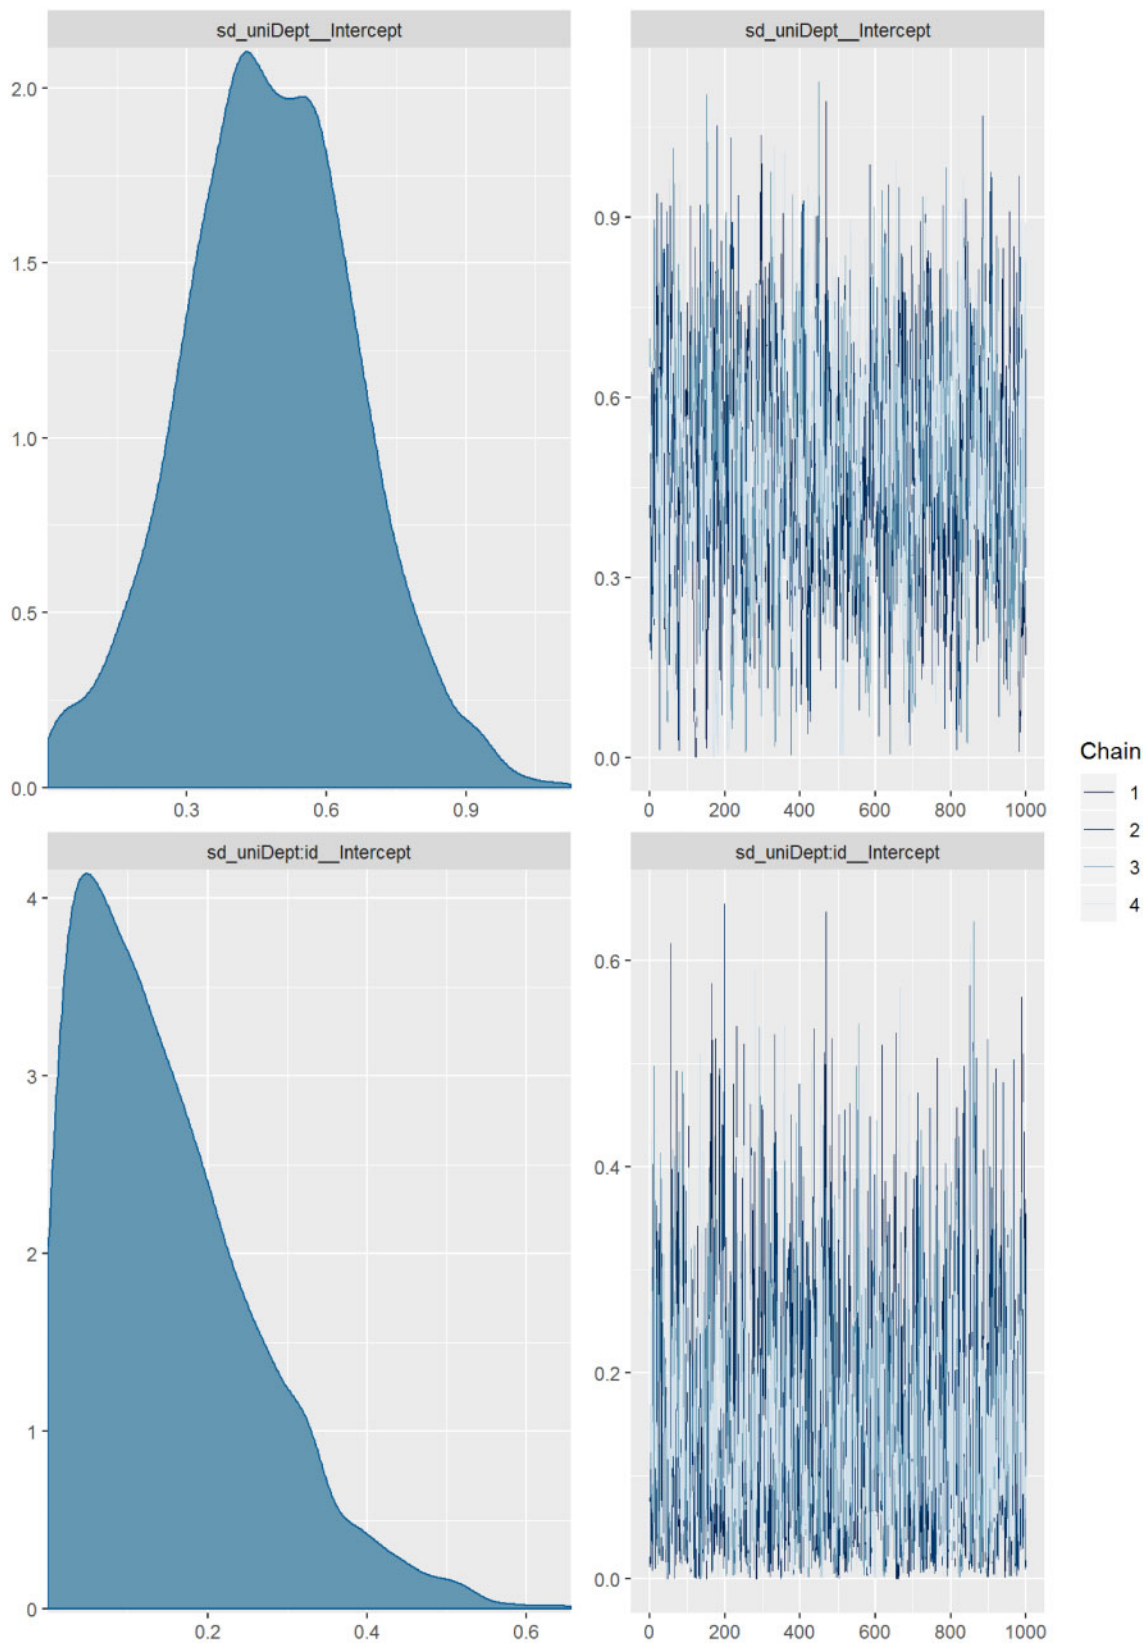 sd_uniDept__Intercept
2.0
1.5
1.0
0.5
0.0
0.3 0.6 0.9
sd_uniDept__Intercept
0.9
0.6
0.3
0.0
0 200 400 600 800 1000
sd_uniDept:id__Intercept
4
3
2
1
0
0.2 0.4 0.6
sd_uniDept:id__Intercept
0.6
0.4
0.2
0.0
0 200 400 600 800 1000
Chain
1
2
3
4